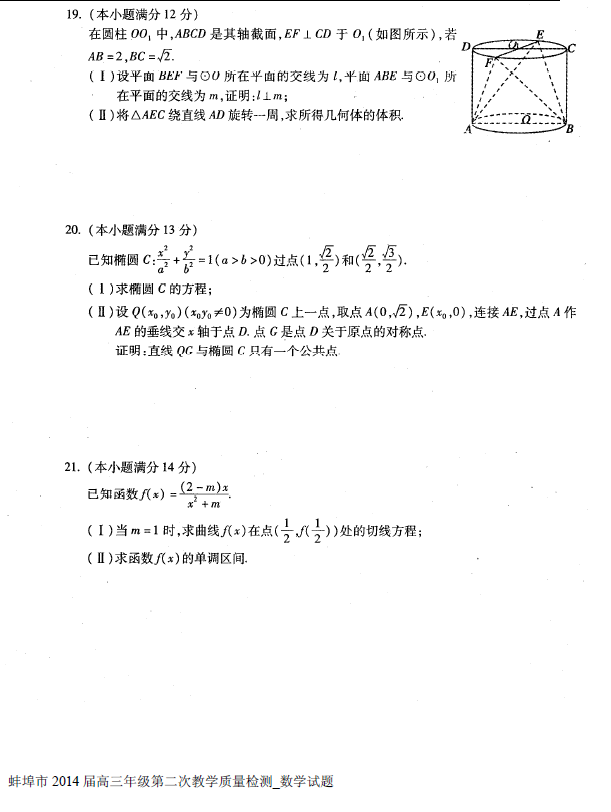 19. (本小题满分 12 分)
在圆柱 OO₁ 中,ABCD 是其轴截面,EF⊥CD 于 O₁(如图所示),若
AB=2,BC=√2.
(Ⅰ)设平面 BEF 与⊙O 所在平面的交线为 l,平面 ABE 与⊙O₁ 所
在平面的交线为 m,证明:l⊥m;
(Ⅱ)将△AEC 绕直线 AD 旋转一周,求所得几何体的体积.
D O₁ E C
F
A O B
20. (本小题满分 13 分)
已知椭圆 C:x²/a²+y²/b²=1(a>b>0)过点(1,√2/2)和(√2/2,√3/2).
(Ⅰ)求椭圆 C 的方程;
(Ⅱ)设 Q(x₀,y₀)(x₀y₀≠0)为椭圆 C 上一点,取点 A(0,√2),E(x₀,0),连接 AE,过点 A 作
AE 的垂线交 x 轴于点 D.点 G 是点 D 关于原点的对称点.
证明:直线 QG 与椭圆 C 只有一个公共点.
21. (本小题满分 14 分)
已知函数 f(x)=(2-m)x/x²+m.
(Ⅰ)当 m=1 时,求曲线 f(x)在点(1/2,f(1/2))处的切线方程;
(Ⅱ)求函数 f(x)的单调区间.
蚌埠市 2014 届高三年级第二次教学质量检测_数学试题